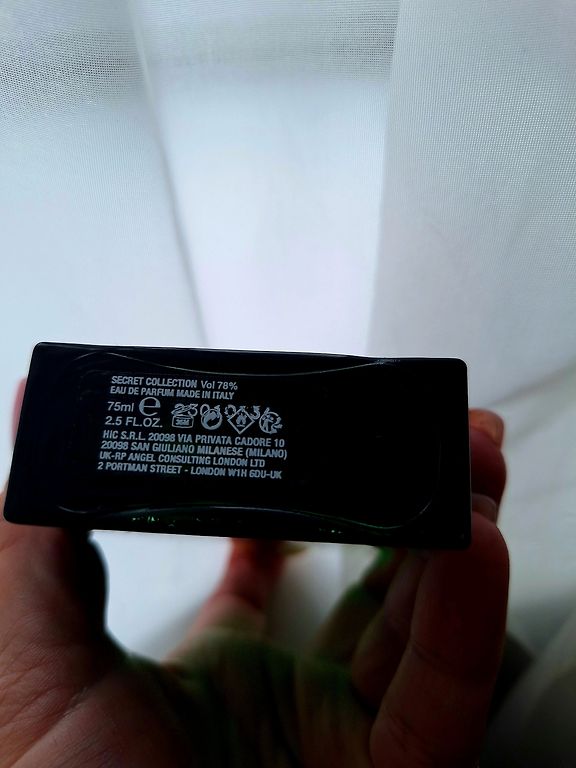 SECRET COLLECTION Vol 78%
EAU DE PARFUM MADE IN ITALY
75ml e
2.5 FL.OZ. 36M
HIC S.R.L. 20098 VIA PRIVATA CADORE 10
20098 SAN GIULIANO MILANESE (MILANO)
UK-RP ANGEL CONSULTING LONDON LTD
2 PORTMAN STREET - LONDON W1H 6DU-UK